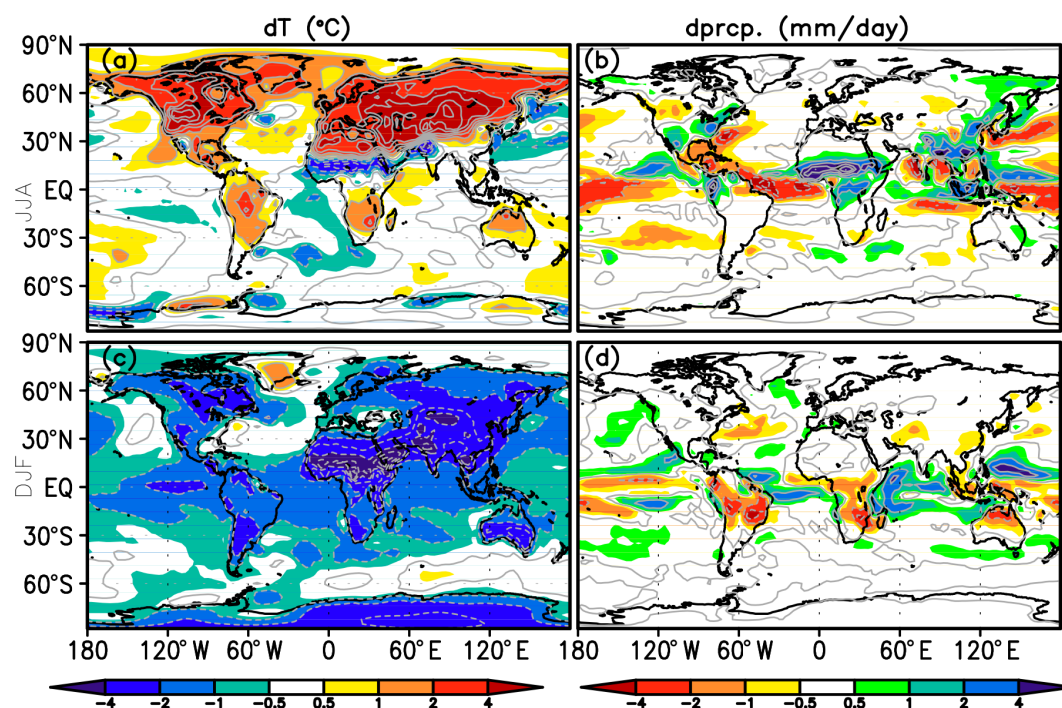 dT (°C)
dprcp. (mm/day)
90°N
60°N
30°N
EQ
30°S
60°S
JJA
(a)
(b)
90°N
60°N
30°N
EQ
30°S
60°S
DJF
(c)
(d)
180 120°W 60°W 0 60°E 120°E
180 120°W 60°W 0 60°E 120°E
-4 -2 -1 -0.5 0.5 1 2 4
-4 -2 -1 -0.5 0.5 1 2 4